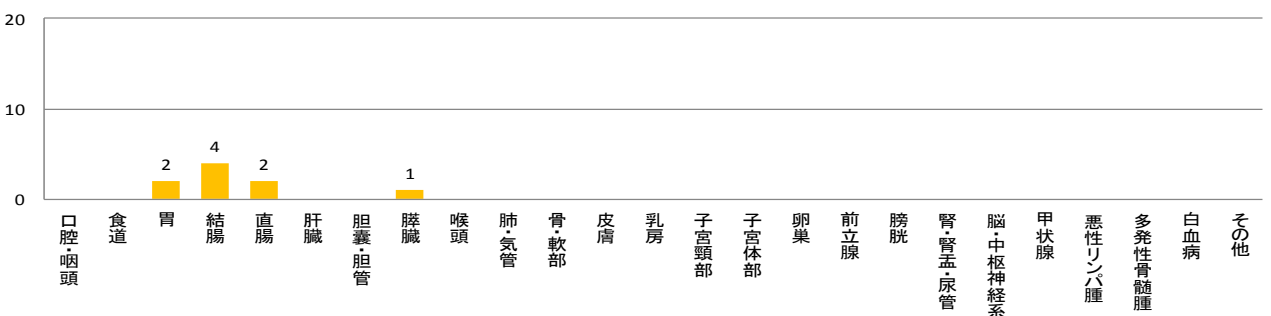 20
10
0
2
4
2
1
口腔・咽頭
食道
胃
結腸
直腸
肝臓
胆嚢・胆管
膵臓
喉頭
肺・気管
骨・軟部
皮膚
乳房
子宮頸部
子宮体部
卵巣
前立腺
膀胱
腎・腎盂・尿管
脳・中枢神経系
甲状腺
悪性リンパ腫
多発性骨髄腫
白血病
その他